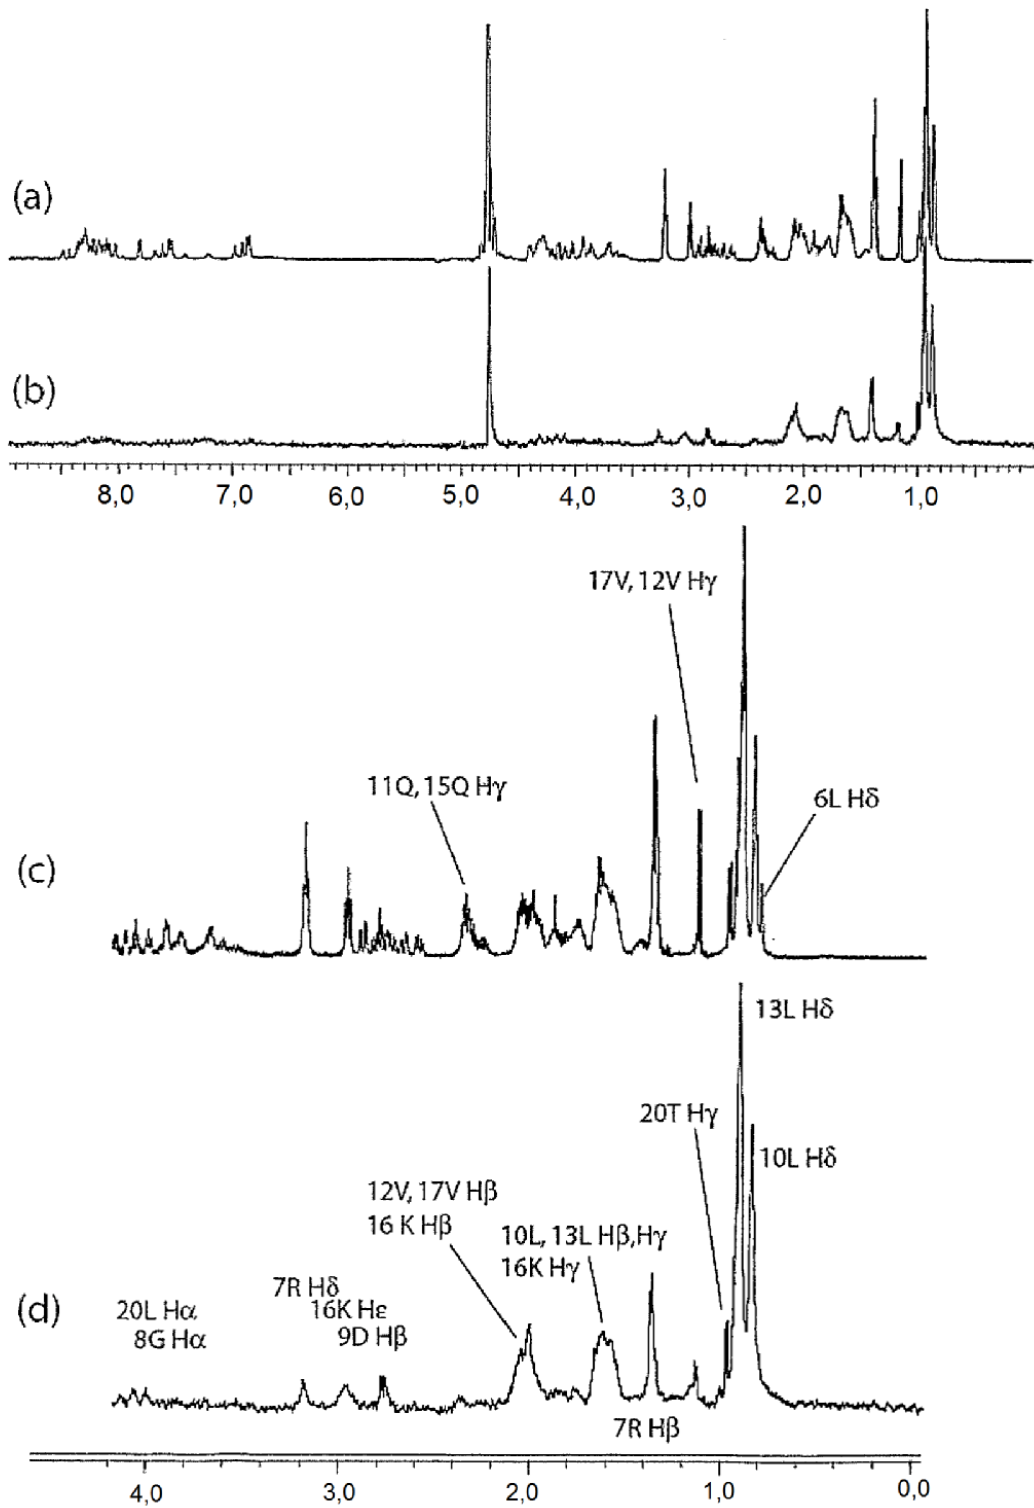 (a)
(b)
8,0 7,0 6,0 5,0 4,0 3,0 2,0 1,0
17V, 12V Hγ
11Q, 15Q Hγ
6L Hδ
(c)
13L Hδ
20T Hγ
10L Hδ
12V, 17V Hβ
16 K Hβ
10L, 13L Hβ,Hγ
16K Hγ
7R Hδ
16K Hε
9D Hβ
20L Hα
8G Hα
(d)
7R Hβ
4,0 3,0 2,0 1,0 0,0